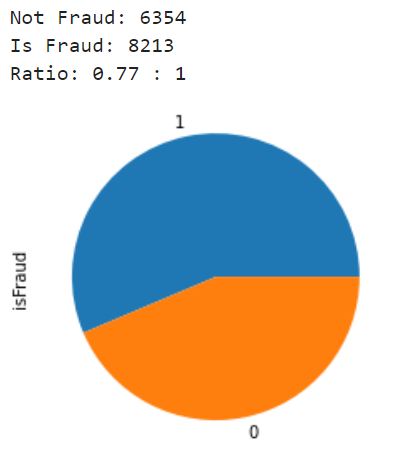 Not Fraud: 6354
Is Fraud: 8213
Ratio: 0.77 : 1
1
isFraud
0